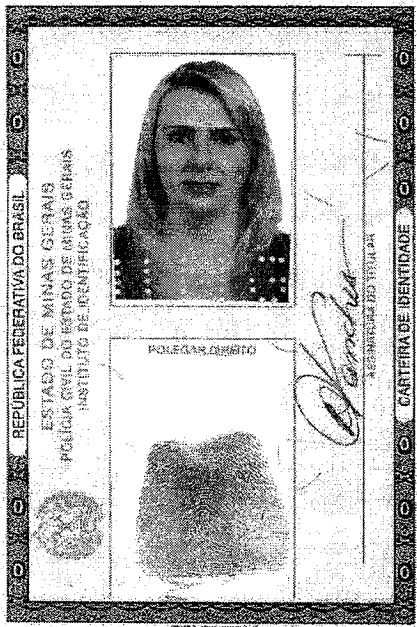 REPÚBLICA FEDERATIVA DO BRASIL
ESTADO DE MINAS GERAIS
POLÍCIA CIVIL DO ESTADO DE MINAS GERAIS
INSTITUTO DE IDENTIFICAÇÃO
POLEGAR DIREITO
ASSINATURA DO TITULAR
CARTEIRA DE IDENTIDADE